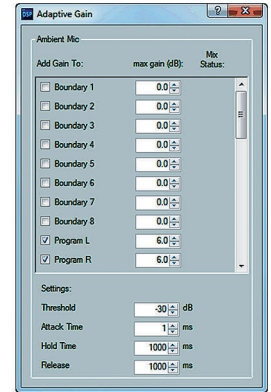 DSP Adaptive Gain
Ambient Mic
Mix
Add Gain To: max gain (dB): Status:
Boundary 1 0.0
Boundary 2 0.0
Boundary 3 0.0
Boundary 4 0.0
Boundary 5 0.0
Boundary 6 0.0
Boundary 7 0.0
Boundary 8 0.0
Program L 6.0
Program R 6.0
Settings:
Threshold -30 dB
Attack Time 1 ms
Hold Time 1000 ms
Release 1000 ms